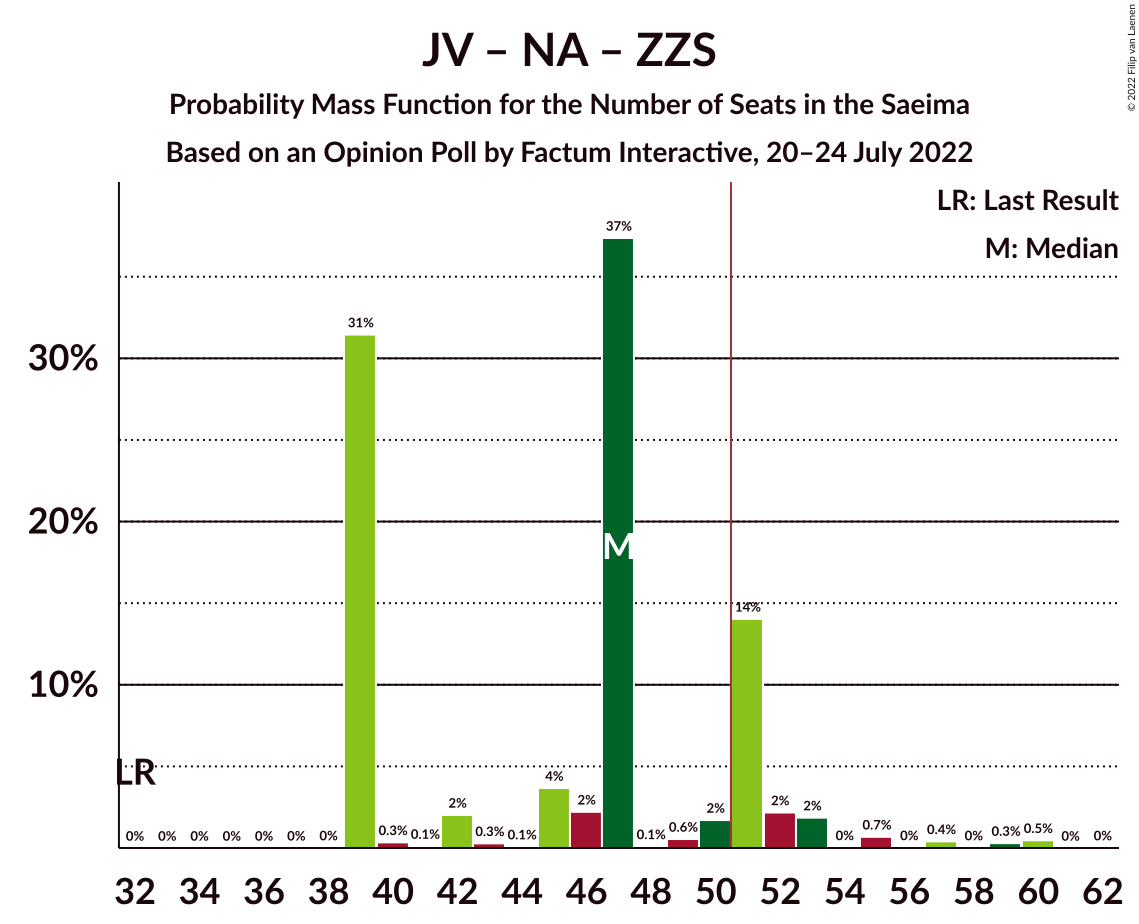 JV – NA – ZZS
Probability Mass Function for the Number of Seats in the Saeima
Based on an Opinion Poll by Factum Interactive, 20–24 July 2022
© 2022 Filip van Laenen
LR: Last Result
M: Median
37%
31%
30%
20%
M
14%
10%
LR
0% 0% 0% 0% 0% 0% 0% 0.3% 0.1% 2% 0.3% 0.1% 4% 2% 0.1% 0.6% 2% 2% 2% 0% 0.7% 0% 0.4% 0% 0.3% 0.5% 0% 0%
32 34 36 38 40 42 44 46 48 50 52 54 56 58 60 62